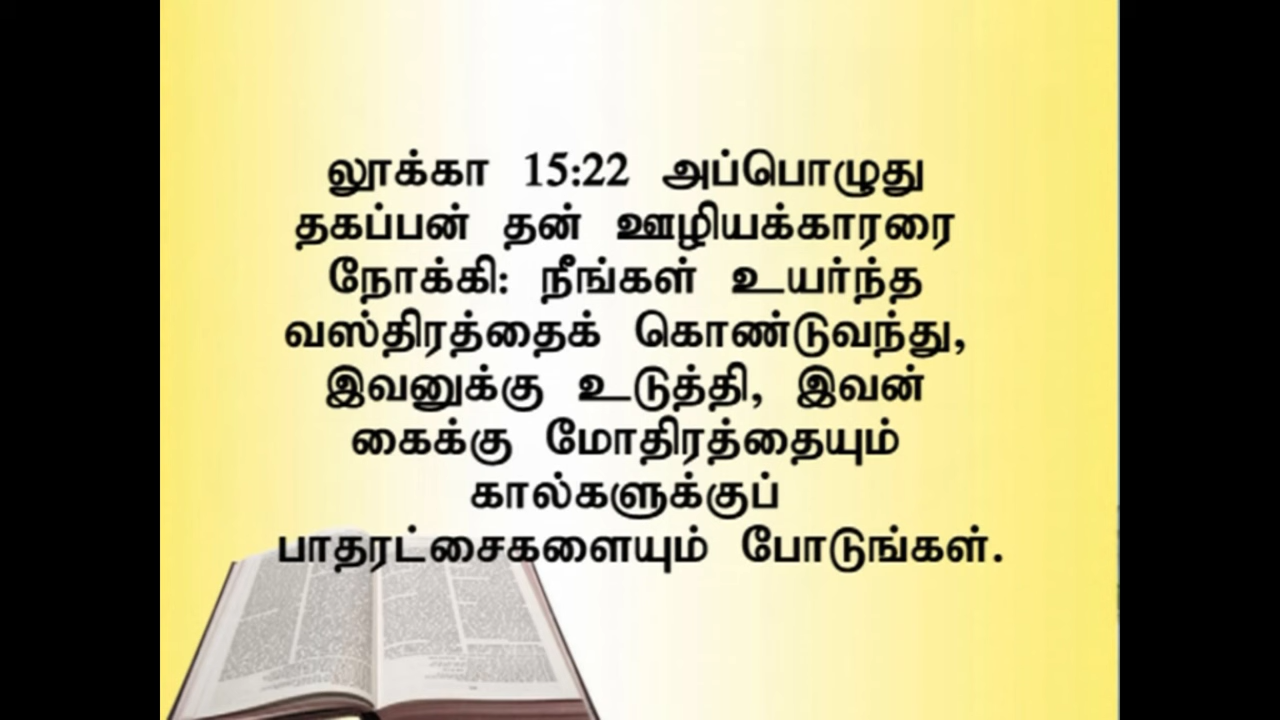 லூக்கா 15:22 அப்பொழுது
தகப்பன் தன் ஊழியக்காரரை
நோக்கி: நீங்கள் உயர்ந்த
வஸ்திரத்தைக் கொண்டுவந்து,
இவனுக்கு உடுத்தி, இவன்
கைக்கு மோதிரத்தையும்
கால்களுக்குப்
பாதரட்சைகளையும் போடுங்கள்.